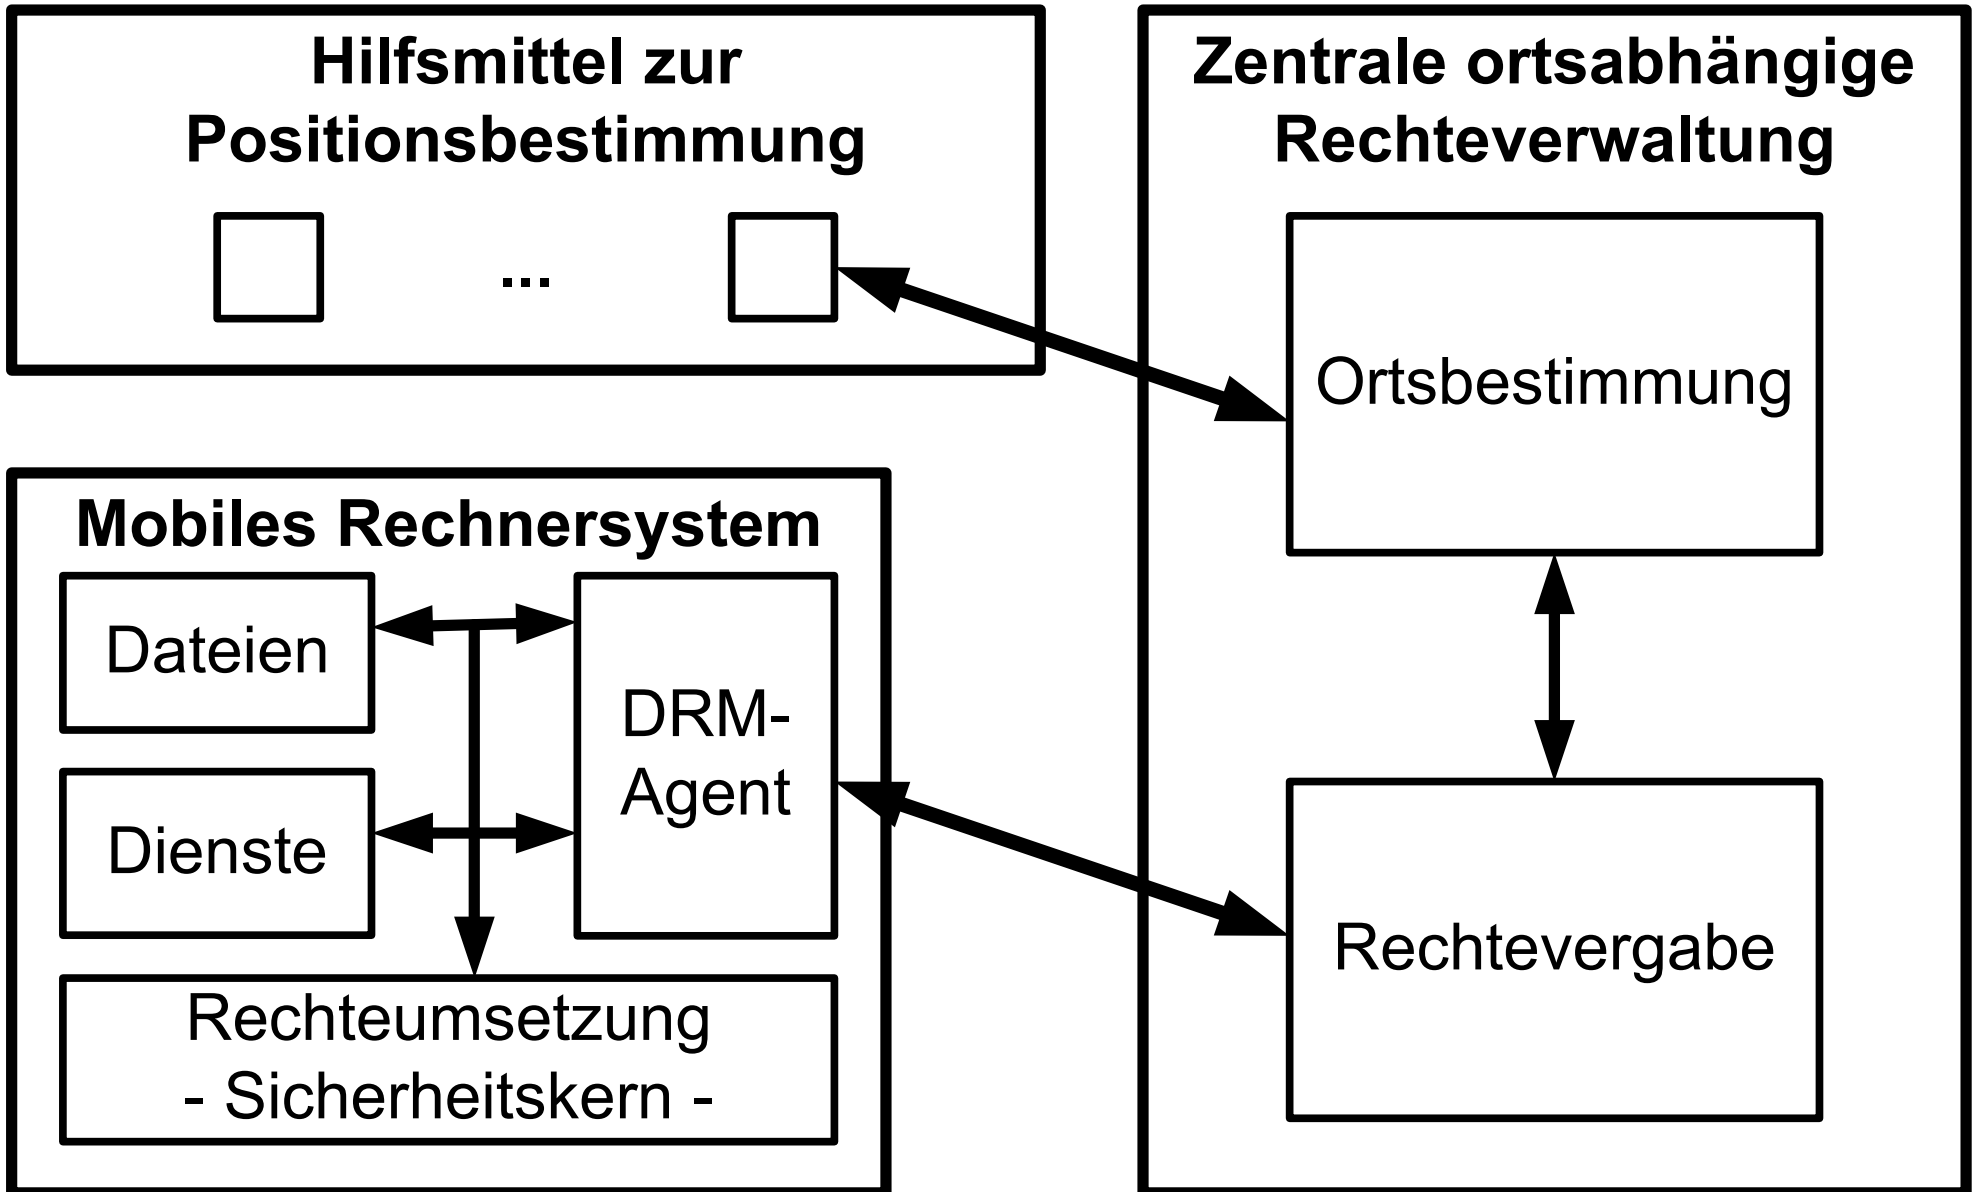 Hilfsmittel zur
Positionsbestimmung
...
Zentrale ortsabhängige
Rechteverwaltung
Ortsbestimmung
Rechtevergabe
Mobiles Rechnersystem
Dateien
Dienste
DRM-
Agent
Rechteumsetzung
- Sicherheitskern -